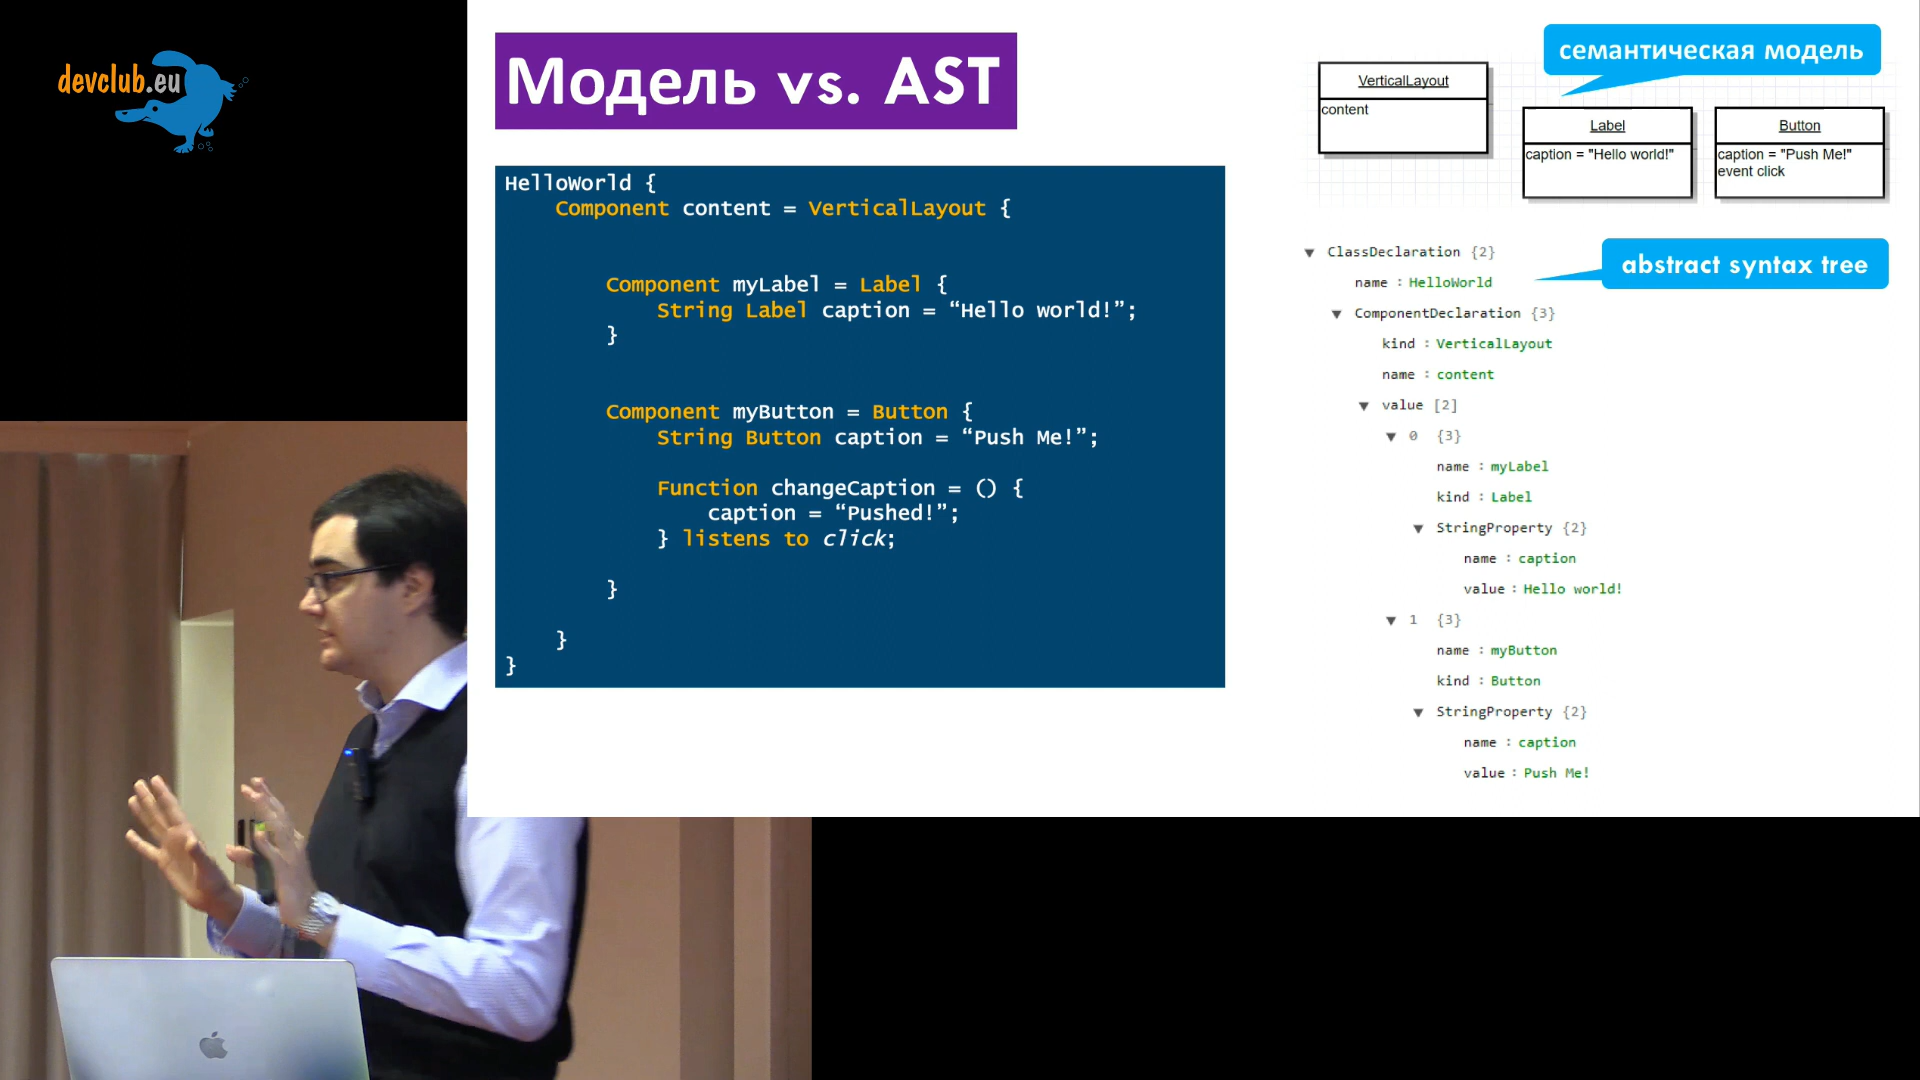 devclub.eu
Модель vs. AST
HelloWorld {
Component content = VerticalLayout {
Component myLabel = Label {
String Label caption = “Hello world!”;
}
Component myButton = Button {
String Button caption = “Push Me!”;
Function changeCaption = () {
caption = “Pushed!”;
} listens to click;
}
}
}
семантическая модель
VerticalLayout
content
Label
caption = "Hello world!"
Button
caption = "Push Me!"
event click
abstract syntax tree
▼ ClassDeclaration {2}
name : HelloWorld
▼ ComponentDeclaration {3}
kind : VerticalLayout
name : content
▼ value [2]
▼ 0 {3}
name : myLabel
kind : Label
▼ StringProperty {2}
name : caption
value : Hello world!
▼ 1 {3}
name : myButton
kind : Button
▼ StringProperty {2}
name : caption
value : Push Me!